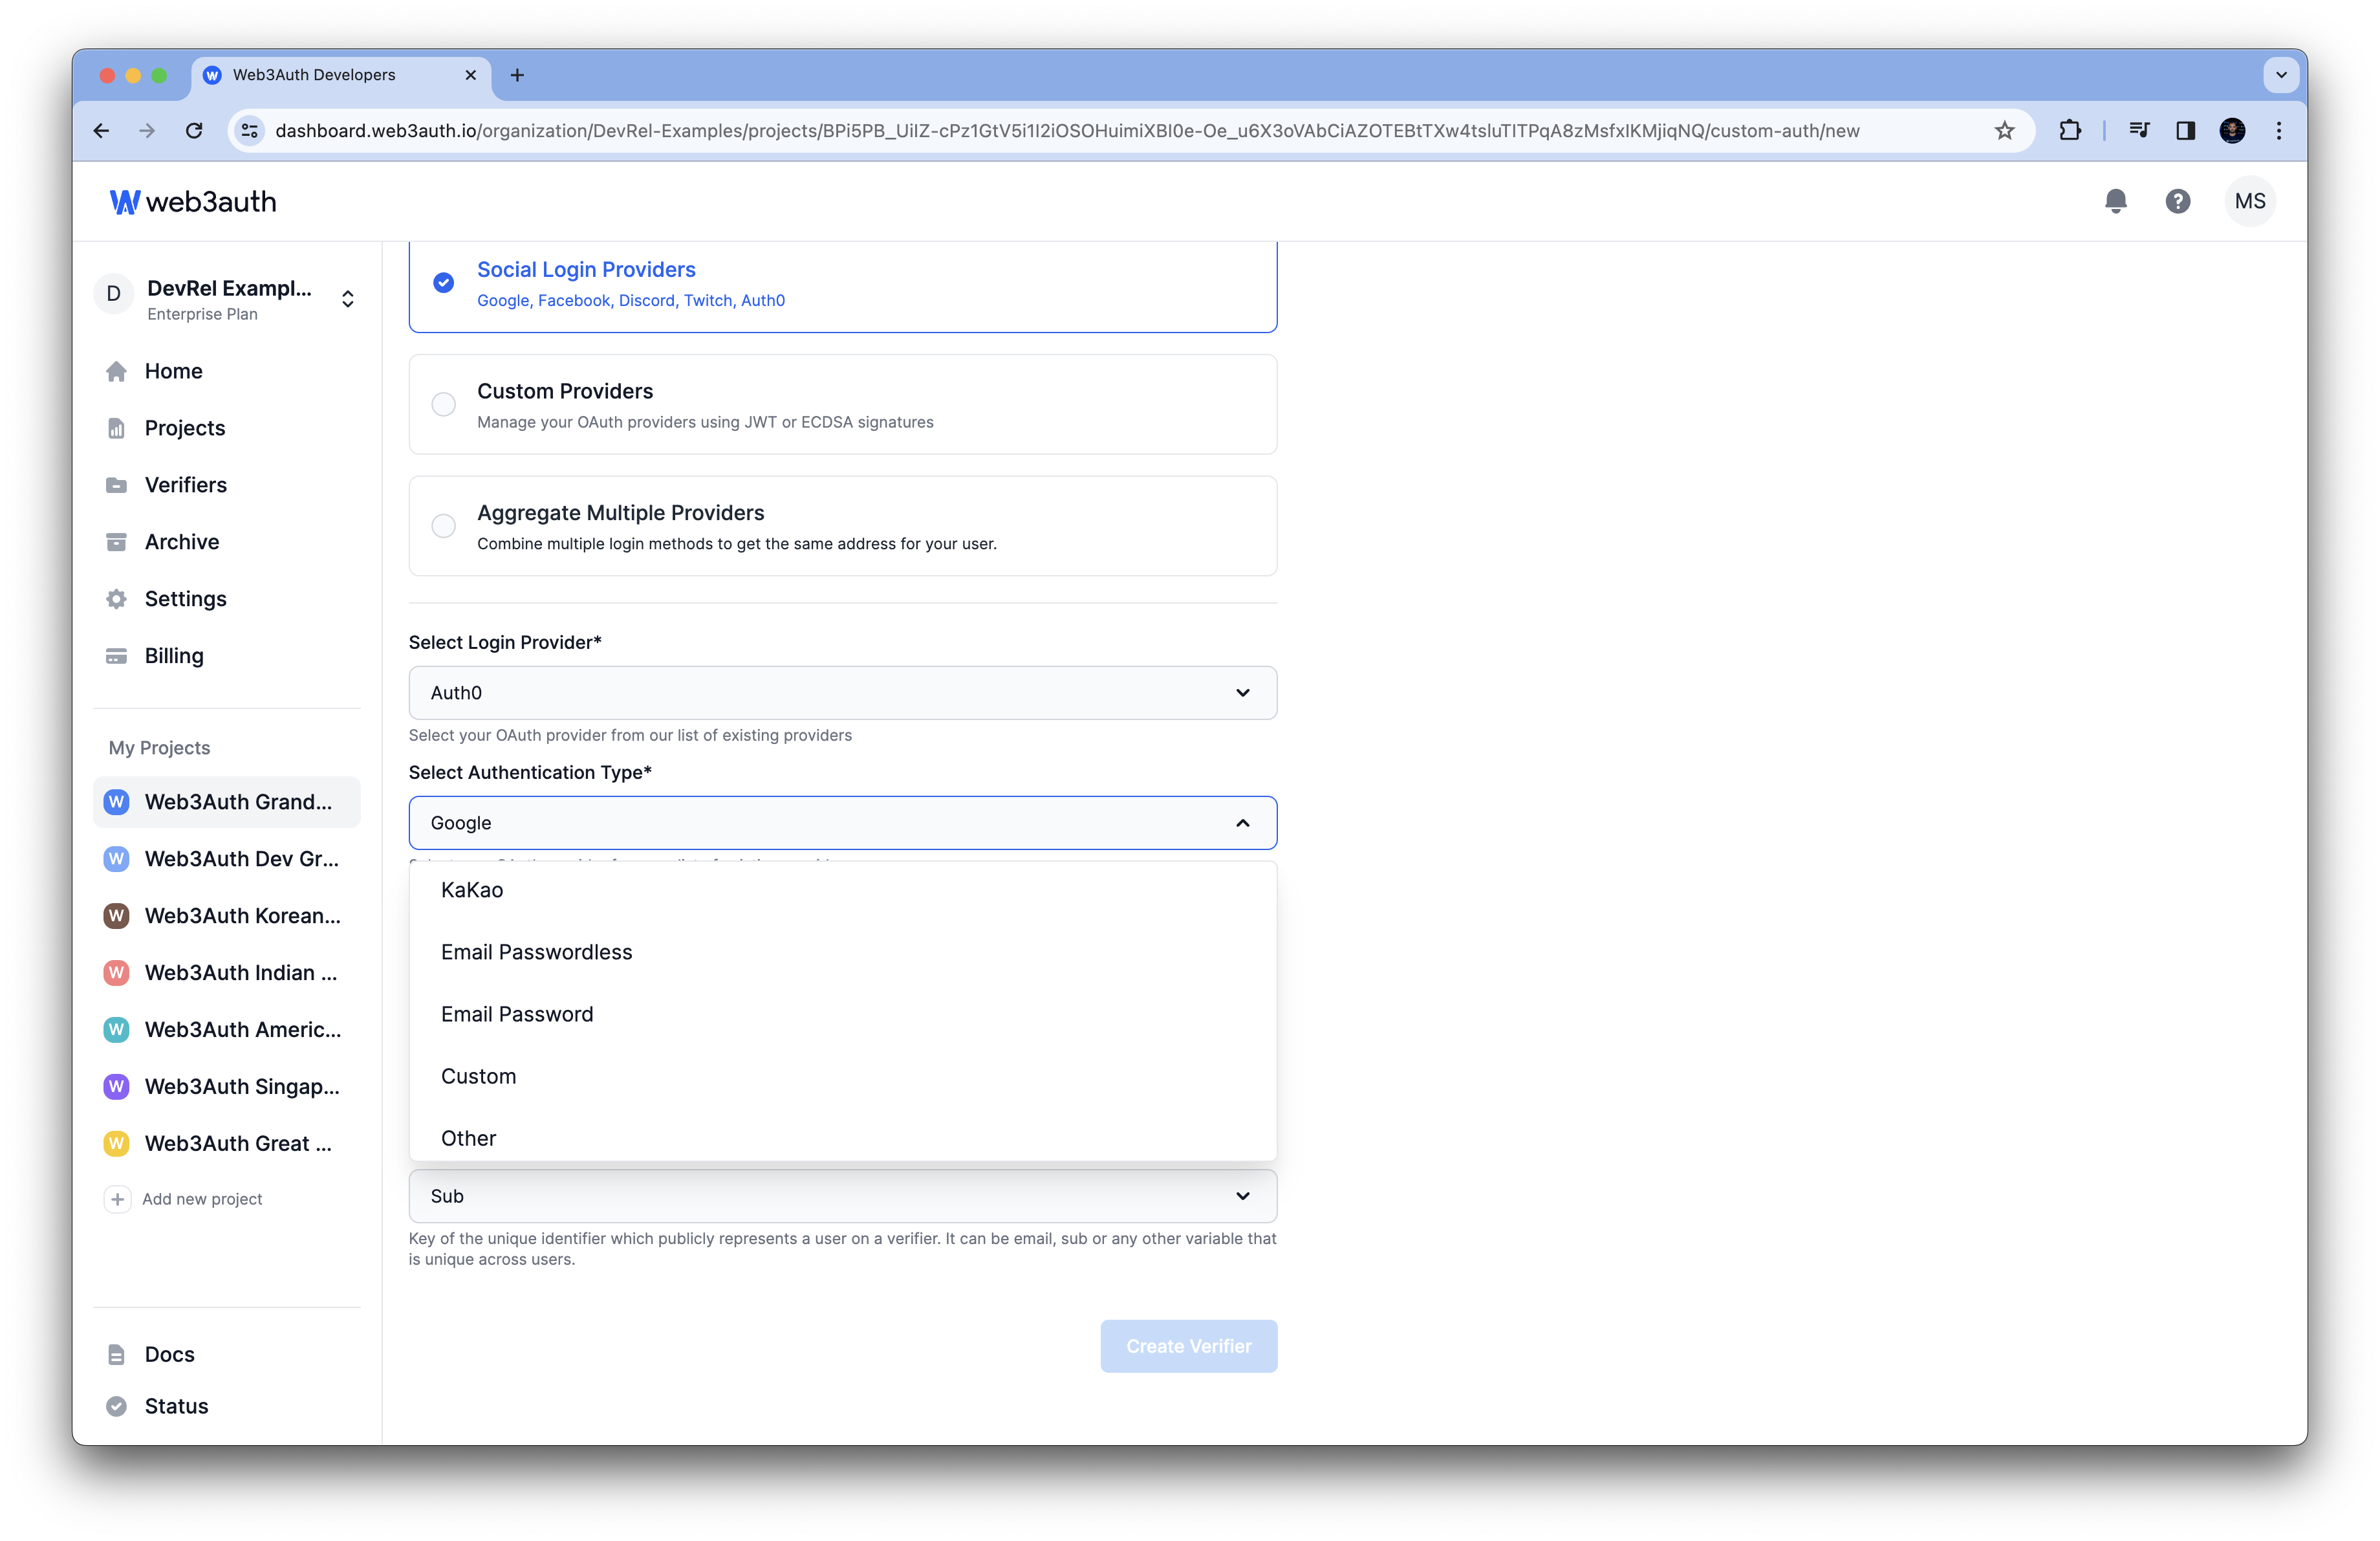 Web3Auth Developers
dashboard.web3auth.io/organization/DevRel-Examples/projects/BPi5PB_UiIZ-cPz1GtV5i1I2iOSOHuimiXBI0e-Oe_u6X3oVAbCiAZOTEBtTXw4tsluTITPqA8zMsfxIKMjiqNQ/custom-auth/new
web3auth
MS
D
DevRel Exampl...
Enterprise Plan
Home
Projects
Verifiers
Archive
Settings
Billing
My Projects
W Web3Auth Grand...
W Web3Auth Dev Gr...
W Web3Auth Korean...
W Web3Auth Indian ...
W Web3Auth Americ...
W Web3Auth Singap...
W Web3Auth Great ...
Add new project
Docs
Status
Social Login Providers
Google, Facebook, Discord, Twitch, Auth0
Custom Providers
Manage your OAuth providers using JWT or ECDSA signatures
Aggregate Multiple Providers
Combine multiple login methods to get the same address for your user.
Select Login Provider*
Auth0
Select your OAuth provider from our list of existing providers
Select Authentication Type*
Google
KaKao
Email Passwordless
Email Password
Custom
Other
Sub
Key of the unique identifier which publicly represents a user on a verifier. It can be email, sub or any other variable that
is unique across users.
Create Verifier